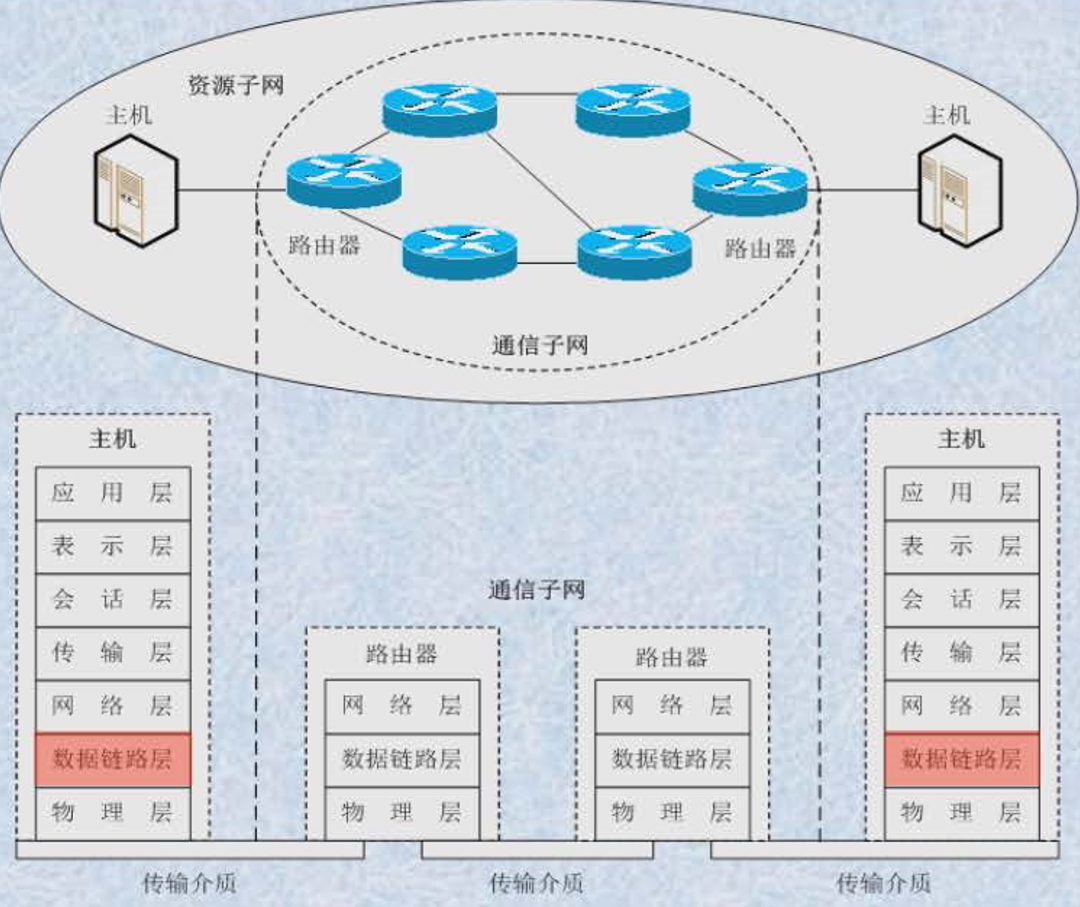 资源子网
主机
主机
路由器
路由器
通信子网
主机
应用层
表示层
会话层
传输层
网络层
数据链路层
物理层
通信子网
路由器
网络层
数据链路层
物理层
路由器
网络层
数据链路层
物理层
主机
应用层
表示层
会话层
传输层
网络层
数据链路层
物理层
传输介质
传输介质
传输介质